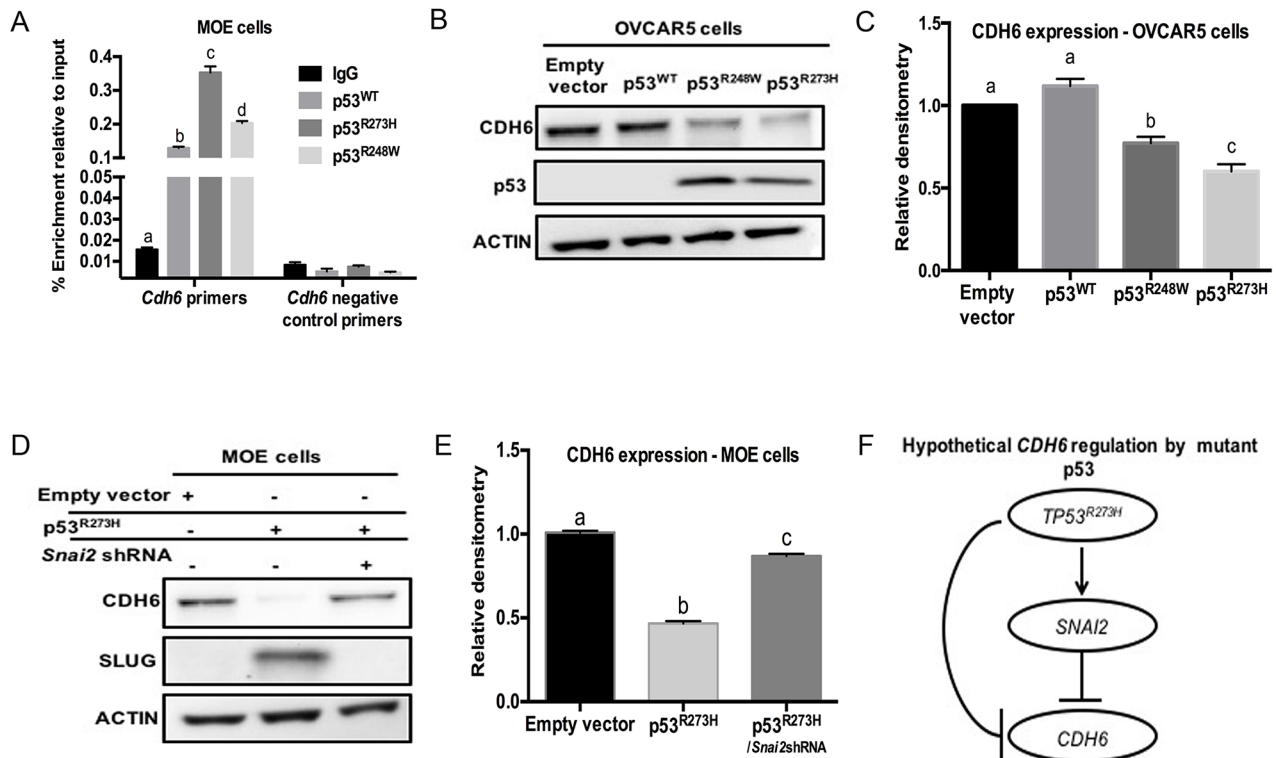 A
MOE cells
% Enrichment relative to input
0.4
0.3
0.2
0.1
0.05
0.04
0.03
0.02
0.01
a
b
c
d
IgG
p53WT
p53R273H
p53R248W
Cdh6 primers
Cdh6 negative
control primers
B
OVCAR5 cells
Empty
vector
p53WT
p53R248W
p53R273H
CDH6
p53
ACTIN
C
CDH6 expression - OVCAR5 cells
Relative densitometry
1.5
1.0
0.5
0.0
a
a
b
c
Empty
vector
p53WT
p53R248W
p53R273H
D
MOE cells
Empty vector + - -
p53R273H - + +
Snai2 shRNA - - +
CDH6
SLUG
ACTIN
E
CDH6 expression - MOE cells
Relative densitometry
1.5
1.0
0.5
0.0
a
b
c
Empty vector
p53R273H
p53R273H
/Snai2shRNA
F
Hypothetical CDH6 regulation by mutant
p53
TP53R273H
SNAI2
CDH6